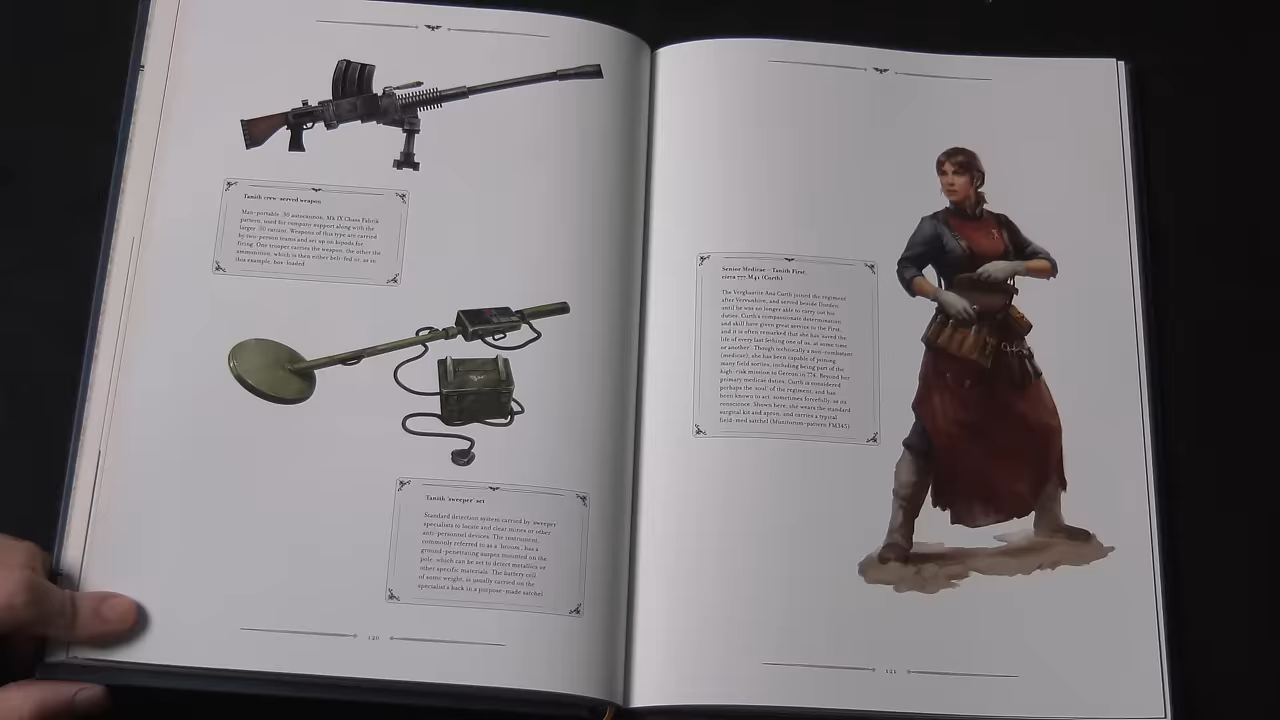 Tanith crew-served weapon
Man-portable .30 autocannon, Mk IX Chass Fabrik
pattern, used for company support along with the
larger .50 variant. Weapons of this type are carried
by two-person teams and set up on bipods for
firing. One trooper carries the weapon, the other the
ammunition, which is then either belt-fed or, as in
this example, box-loaded
Tanith 'sweeper' set
Standard detection system carried by 'sweeper'
specialists to locate and clear mines or other
anti-personnel devices. The instrument,
commonly referred to as a 'broom', has a
ground-penetrating auspex mounted on the
pole, which can be set to detect metallics or
other specific materials. The battery cell,
of some weight, is usually carried on the
specialist's back in a purpose-made satchel
120
Senior Medicae – Tanith First,
circa 777.M41 (Curth)
The Verghastite Ana Curth joined the regiment
after Vervunhive, and served beside Dorden
until he was no longer able to carry out his
duties. Curth's compassionate determination
and skill have given great service to the First,
and it is often remarked that she has 'saved the
life of every last fething one of us, at some time
or another'. Though technically a non-combatant
(medicae), she has been capable of joining
many field sorties, including being part of the
high-risk mission to Gereon in 774. Beyond her
primary medicae duties, Curth is considered
perhaps the 'soul' of the regiment, and has
been known to act, sometimes forcefully, as its
conscience. Shown here, she wears the standard
surgical kit and apron, and carries a typical
field-med satchel (Munitorum-pattern FM345)
121